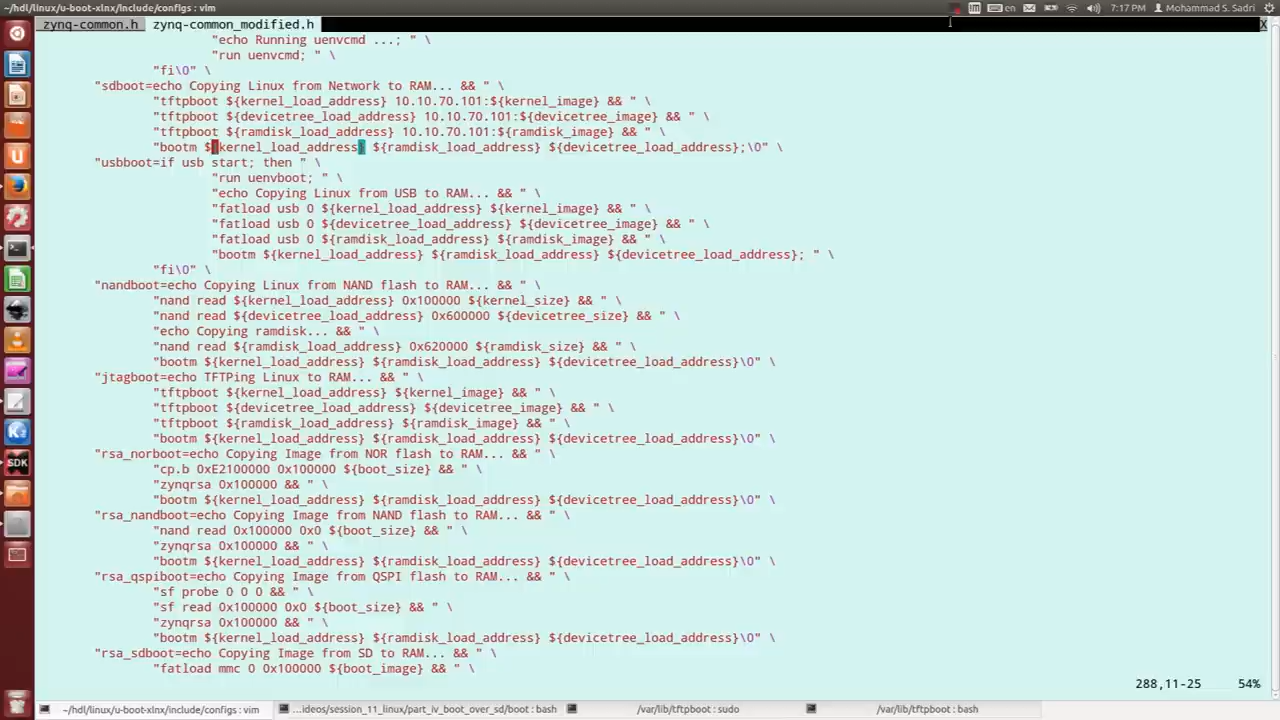 ~/hdl/linux/u-boot-xlnx/include/configs : vim
en
7:17 PM
Mohammad S. Sadri
zynq-common.h
zynq-common_modified.h
X
"echo Running uenvcmd ...; " \
"run uenvcmd; " \
"fi\0" \
"sdboot=echo Copying Linux from Network to RAM... && " \
"tftpboot ${kernel_load_address} 10.10.70.101:${kernel_image} && " \
"tftpboot ${devicetree_load_address} 10.10.70.101:${devicetree_image} && " \
"tftpboot ${ramdisk_load_address} 10.10.70.101:${ramdisk_image} && " \
"bootm ${kernel_load_address} ${ramdisk_load_address} ${devicetree_load_address};\0" \
"usbboot=if usb start; then " \
"run uenvboot; " \
"echo Copying Linux from USB to RAM... && " \
"fatload usb 0 ${kernel_load_address} ${kernel_image} && " \
"fatload usb 0 ${devicetree_load_address} ${devicetree_image} && " \
"fatload usb 0 ${ramdisk_load_address} ${ramdisk_image} && " \
"bootm ${kernel_load_address} ${ramdisk_load_address} ${devicetree_load_address}; " \
"fi\0" \
"nandboot=echo Copying Linux from NAND flash to RAM... && " \
"nand read ${kernel_load_address} 0x100000 ${kernel_size} && " \
"nand read ${devicetree_load_address} 0x600000 ${devicetree_size} && " \
"echo Copying ramdisk... && " \
"nand read ${ramdisk_load_address} 0x620000 ${ramdisk_size} && " \
"bootm ${kernel_load_address} ${ramdisk_load_address} ${devicetree_load_address}\0" \
"jtagboot=echo TFTPing Linux to RAM... && " \
"tftpboot ${kernel_load_address} ${kernel_image} && " \
"tftpboot ${devicetree_load_address} ${devicetree_image} && " \
"tftpboot ${ramdisk_load_address} ${ramdisk_image} && " \
"bootm ${kernel_load_address} ${ramdisk_load_address} ${devicetree_load_address}\0" \
"rsa_norboot=echo Copying Image from NOR flash to RAM... && " \
"cp.b 0xE2100000 0x100000 ${boot_size} && " \
"zynqrsa 0x100000 && " \
"bootm ${kernel_load_address} ${ramdisk_load_address} ${devicetree_load_address}\0" \
"rsa_nandboot=echo Copying Image from NAND flash to RAM... && " \
"nand read 0x100000 0x0 ${boot_size} && " \
"zynqrsa 0x100000 && " \
"bootm ${kernel_load_address} ${ramdisk_load_address} ${devicetree_load_address}\0" \
"rsa_qspiboot=echo Copying Image from QSPI flash to RAM... && " \
"sf probe 0 0 0 && " \
"sf read 0x100000 0x0 ${boot_size} && " \
"zynqrsa 0x100000 && " \
"bootm ${kernel_load_address} ${ramdisk_load_address} ${devicetree_load_address}\0" \
"rsa_sdboot=echo Copying Image from SD to RAM... && " \
"fatload mmc 0 0x100000 ${boot_image} && " \
288,11-25
54%
SDK
~/hdl/linux/u-boot-xlnx/include/configs : vim
...ideos/session_11_linux/part_iv_boot_over_sd/boot : bash
/var/lib/tftpboot : sudo
/var/lib/tftpboot : bash